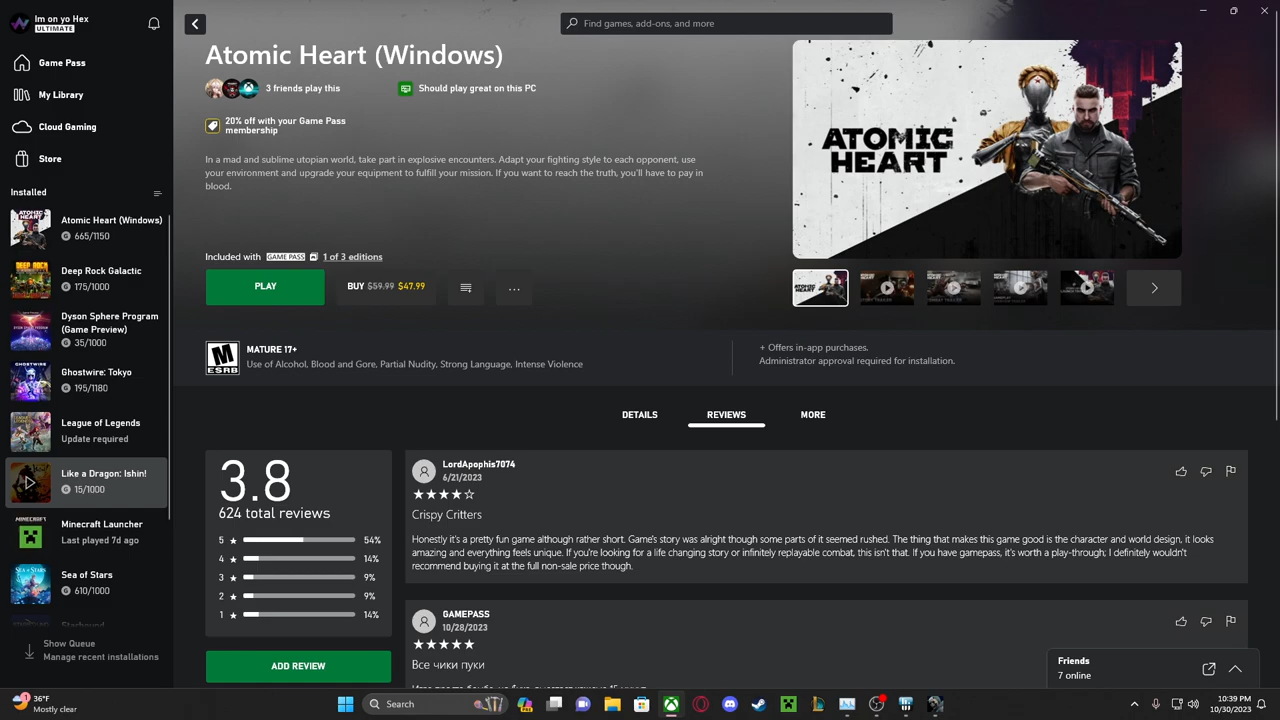 Im on yo Hex
ULTIMATE
Find games, add-ons, and more
Game Pass
My Library
Cloud Gaming
Store
Installed
Atomic Heart (Windows)
665/1150
Deep Rock Galactic
175/1000
Dyson Sphere Program
(Game Preview)
35/1000
Ghostwire: Tokyo
195/1180
League of Legends
Update required
Like a Dragon: Ishin!
15/1000
Minecraft Launcher
Last played 7d ago
Sea of Stars
610/1000
Starbound
Show Queue
Manage recent installations
Atomic Heart (Windows)
3 friends play this
Should play great on this PC
20% off with your Game Pass
membership
In a mad and sublime utopian world, take part in explosive encounters. Adapt your fighting style to each opponent, use
your environment and upgrade your equipment to fulfill your mission. If you want to reach the truth, you'll have to pay in
blood.
Included with GAME PASS 1 of 3 editions
PLAY
BUY $59.99 $47.99
...
ATOMIC
HEART
M
ESRB
MATURE 17+
Use of Alcohol, Blood and Gore, Partial Nudity, Strong Language, Intense Violence
+ Offers in-app purchases.
Administrator approval required for installation.
DETAILS
REVIEWS
MORE
3.8
624 total reviews
5 ★ 54%
4 ★ 14%
3 ★ 9%
2 ★ 9%
1 ★ 14%
ADD REVIEW
LordApophis7074
6/21/2023
★★★★☆
Crispy Critters
Honestly it's a pretty fun game although rather short. Game's story was alright though some parts of it seemed rushed. The thing that makes this game good is the character and world design, it looks
amazing and everything feels unique. If you're looking for a life changing story or infinitely replayable combat, this isn't that. If you have gamepass, it's worth a play-through; I definitely wouldn't
recommend buying it at the full non-sale price though.
GAMEPASS
10/28/2023
★★★★★
Все чики пуки
Friends
7 online
1
36°F
Mostly clear
Search
10:39 PM
10/30/2023